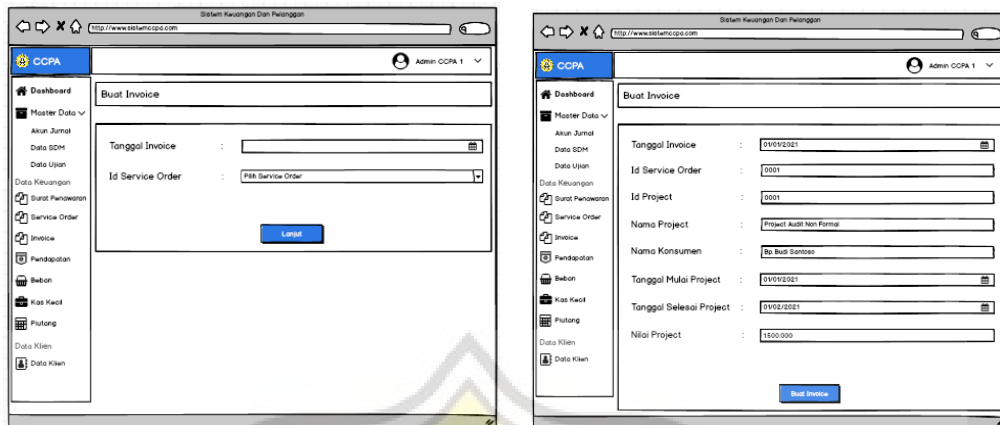 Sistem Keuangan Dan Pelanggan
http://www.sistemccpa.com
CCPA
Admin CCPA 1
Dashboard
Master Data
Akun Jurnal
Data SDM
Data Ujian
Data Keuangan
Surat Penawaran
Service Order
Invoice
Pendapatan
Beban
Kas Kecil
Piutang
Data Klien
Data Klien
Buat Invoice
Tanggal Invoice :
Id Service Order : Pilih Service Order
Lanjut
Sistem Keuangan Dan Pelanggan
http://www.sistemccpa.com
CCPA
Admin CCPA 1
Dashboard
Master Data
Akun Jurnal
Data SDM
Data Ujian
Data Keuangan
Surat Penawaran
Service Order
Invoice
Pendapatan
Beban
Kas Kecil
Piutang
Data Klien
Data Klien
Buat Invoice
Tanggal Invoice : 01/01/2021
Id Service Order : 0001
Id Project : 0001
Nama Project : Project Audit Non Formal
Nama Konsumen : Bp. Budi Santoso
Tanggal Mulai Project : 01/01/2021
Tanggal Selesai Project : 01/02/2021
Nilai Project : 1500.000
Buat Invoice